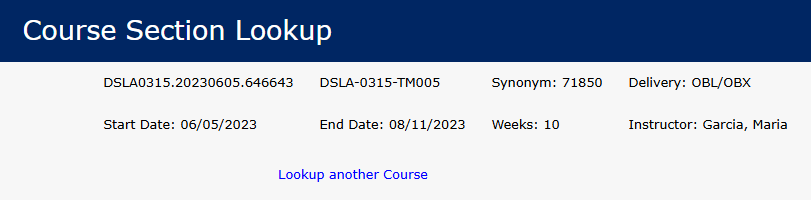 Course Section Lookup
DSLA0315.20230605.646643 DSLA-0315-TM005 Synonym: 71850 Delivery: OBL/OBX
Start Date: 06/05/2023 End Date: 08/11/2023 Weeks: 10 Instructor: Garcia, Maria
Lookup another Course